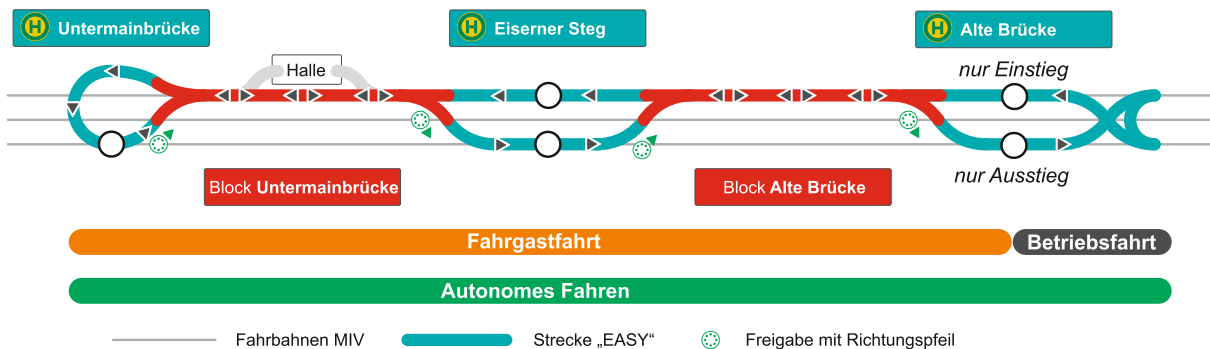 H Untermainbrücke
H Eiserner Steg
H Alte Brücke
Halle
nur Einstieg
nur Ausstieg
Block Untermainbrücke
Block Alte Brücke
Fahrgastfahrt
Betriebsfahrt
Autonomes Fahren
Fahrbahnen MIV
Strecke „EASY“
Freigabe mit Richtungspfeil